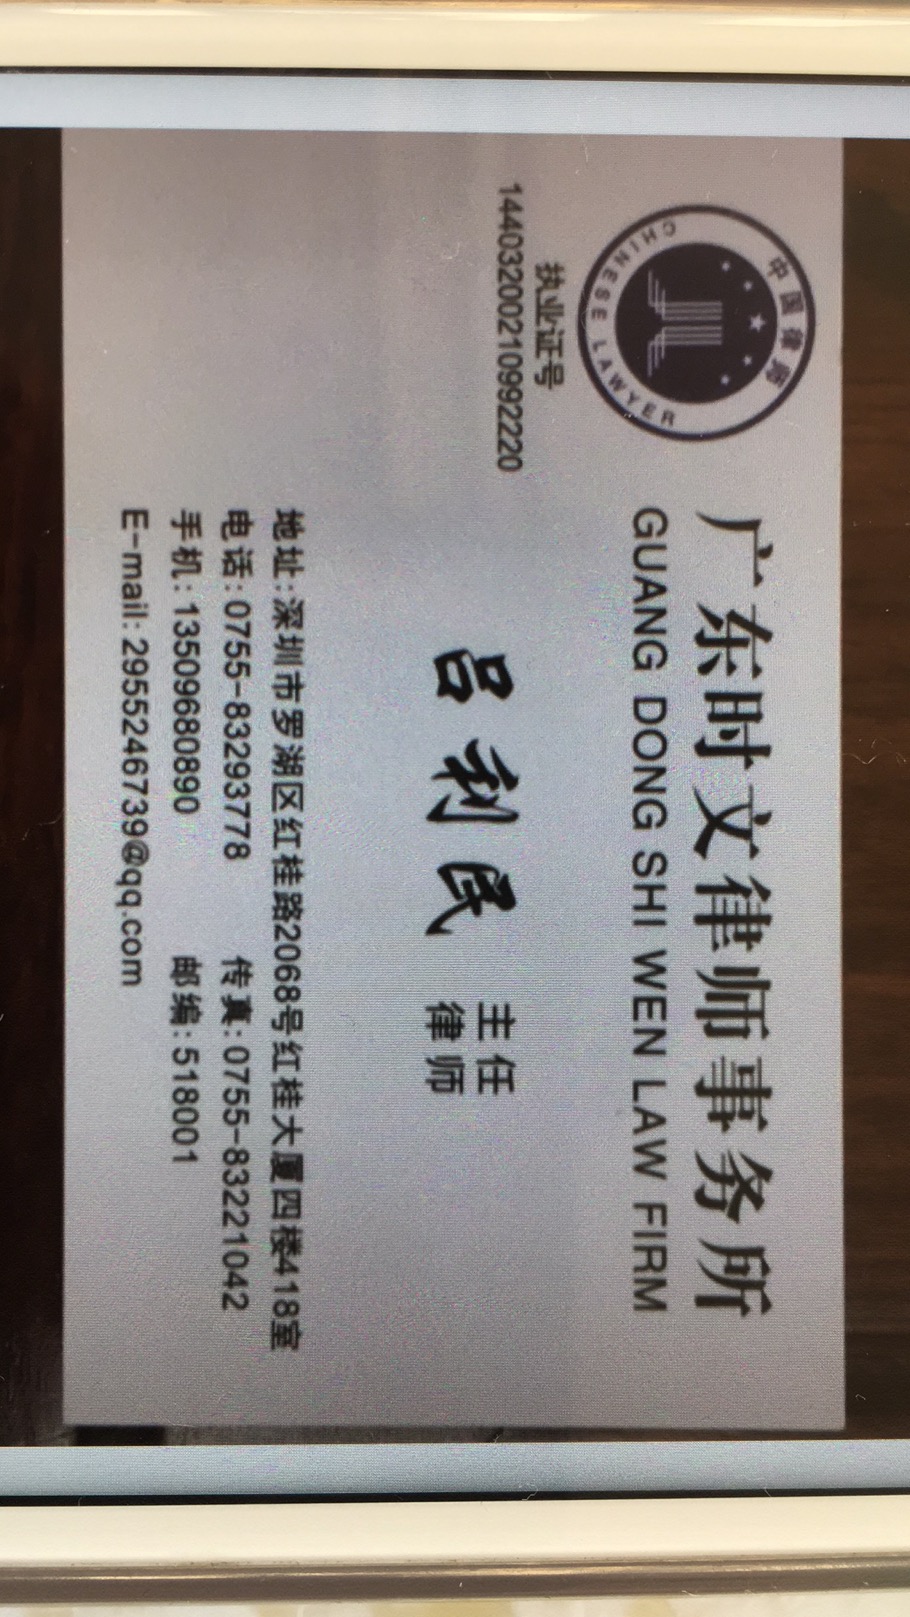 中国律师
CHINESE LAWYER
广东时文律师事务所
GUANG DONG SHI WEN LAW FIRM
执业证号
14403200210992220
吕利民
主任
律师
地址:深圳市罗湖区红桂路2068号红桂大厦四楼418室
电话:0755-83293778 传真:0755-83221042
手机:13509680890 邮编:518001
E-mail:2955246739@qq.com